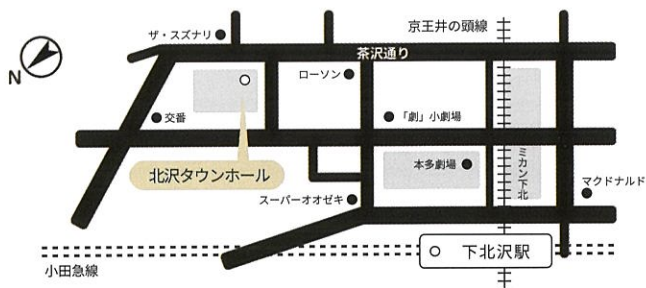 京王井の頭線
ザ・スズナリ
茶沢通り
N
ローソン
交番
「劇」小劇場
北沢タウンホール
本多劇場
ミカン下北
マクドナルド
スーパーオオゼキ
下北沢駅
小田急線